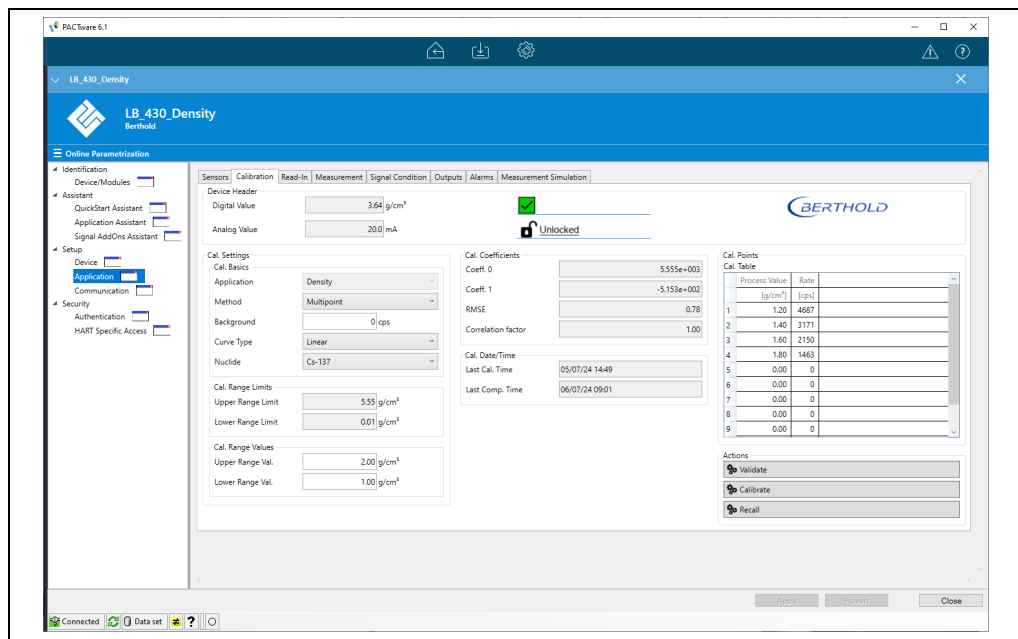 PACTware 6.1
LB_430_Density
LB_430_Density
Berthold
Online Parametrization
Identification
Device/Modules
Assistant
QuickStart Assistant
Application Assistant
Signal AddOns Assistant
Setup
Device
Application
Communication
Security
Authentication
HART Specific Access
Sensors Calibration Read-In Measurement Signal Condition Outputs Alarms Measurement Simulation
Device Header
Digital Value 3.64 g/cm³
Analog Value 20.0 mA
Unlocked
BERTHOLD
Cal. Settings
Cal. Basics
Application Density
Method Multipoint
Background 0 cps
Curve Type Linear
Nuclide Cs-137
Cal. Range Limits
Upper Range Limit 5.55 g/cm³
Lower Range Limit 0.01 g/cm³
Cal. Range Values
Upper Range Val. 2.00 g/cm³
Lower Range Val. 1.00 g/cm³
Cal. Coefficients
Coeff. 0 5.555e+003
Coeff. 1 -5.153e+002
RMSE 0.78
Correlation factor 1.00
Cal. Date/Time
Last Cal. Time 05/07/24 14:49
Last Comp. Time 06/07/24 09:01
Cal. Points
Cal. Table
Process Value Rate
[g/cm³] [cps]
1 1.20 4687
2 1.40 3171
3 1.60 2150
4 1.80 1463
5 0.00 0
6 0.00 0
7 0.00 0
8 0.00 0
9 0.00 0
Actions
Validate
Calibrate
Recall
Apply Revert Close
Connected Data set